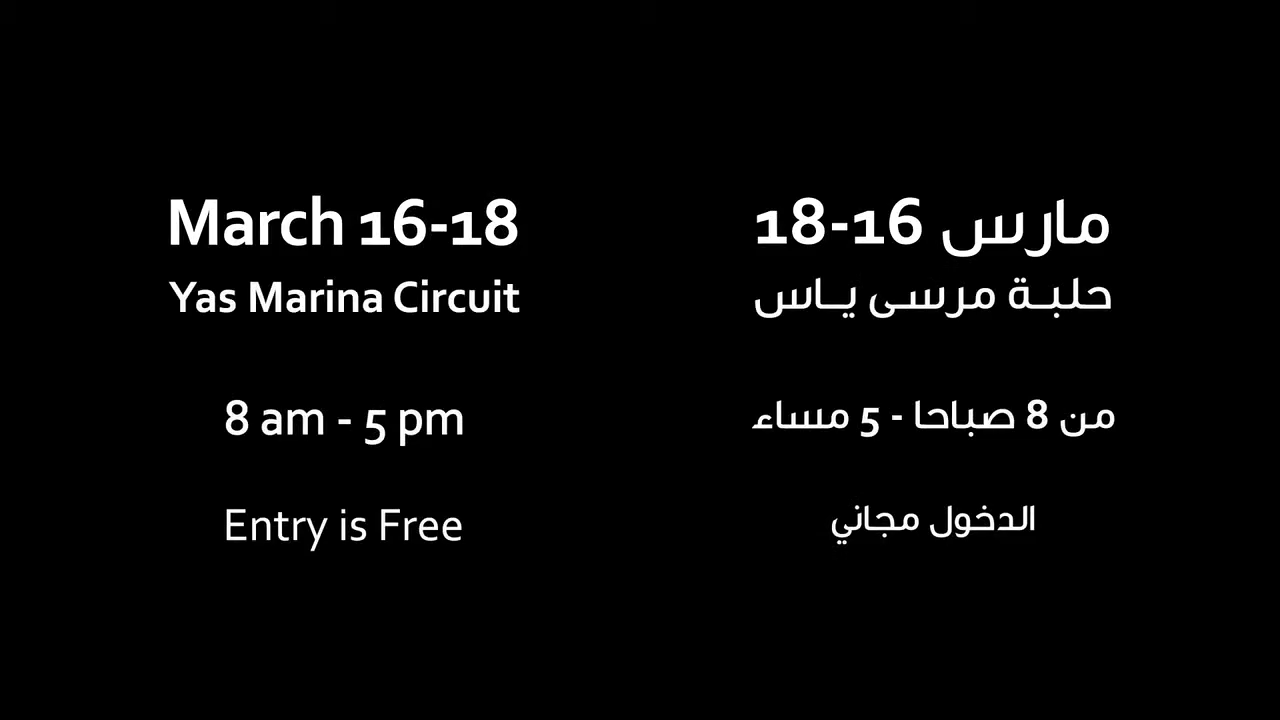 March 16-18
Yas Marina Circuit
8 am - 5 pm
Entry is Free
مارس 16-18
حلبـة مرسـى يـاس
من 8 صباحا - 5 مساء
الدخول مجاني